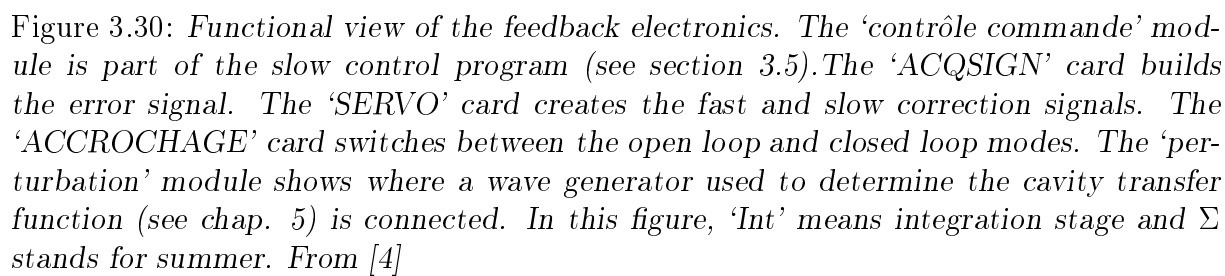 Figure 3.30: Functional view of the feedback electronics. The ‘contrôle commande’ mod-
ule is part of the slow control program (see section 3.5).The ‘ACQSIGN’ card builds
the error signal. The ‘SERVO’ card creates the fast and slow correction signals. The
‘ACCROCHAGE’ card switches between the open loop and closed loop modes. The ‘per-
turbation’ module shows where a wave generator used to determine the cavity transfer
function (see chap. 5) is connected. In this figure, ‘Int’ means integration stage and Σ
stands for summer. From [4]